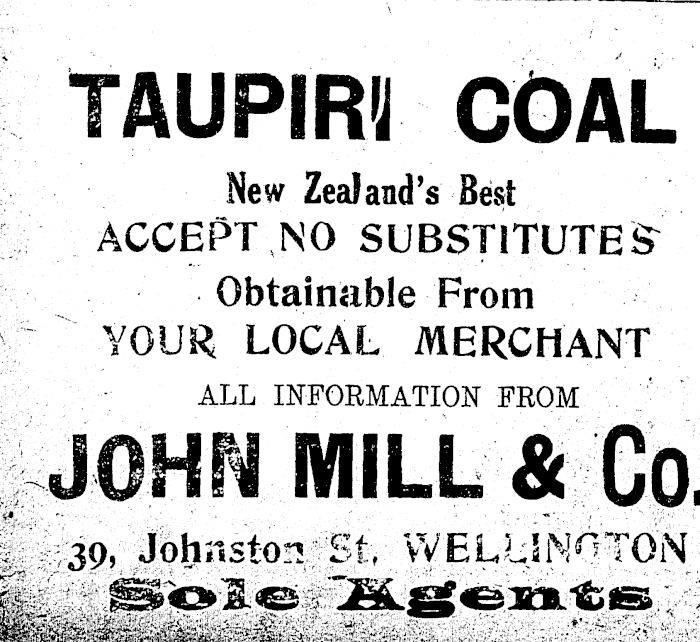 TAUPIRI COAL
New Zealand's Best
ACCEPT NO SUBSTITUTES
Obtainable From
YOUR LOCAL MERCHANT
ALL INFORMATION FROM
JOHN MILL & Co.
39, Johnston St. WELLINGTON
Sole Agents